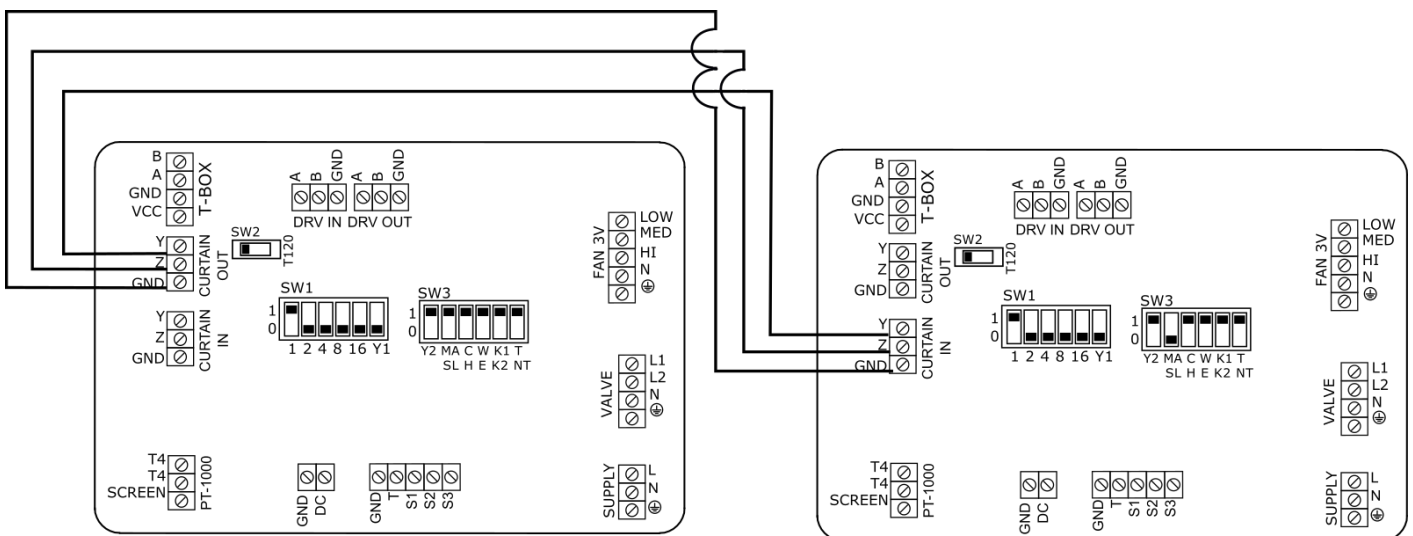 B
A
GND
VCC
T-BOX
A B GND A B GND
DRV IN DRV OUT
Y
Z
GND
CURTAIN OUT
SW2
T120
LOW
MED
HI
N
FAN 3V
Y
Z
GND
CURTAIN IN
SW1
1
0
1 2 4 8 16 Y1
SW3
1
0
Y2 MA C W K1 T
SL H E K2 NT
L1
L2
N
VALVE
T4
T4
SCREEN
PT-1000
GND DC
GND T S1 S2 S3
L
N
SUPPLY
B
A
GND
VCC
T-BOX
A B GND A B GND
DRV IN DRV OUT
Y
Z
GND
CURTAIN OUT
SW2
T120
LOW
MED
HI
N
FAN 3V
Y
Z
GND
CURTAIN IN
SW1
1
0
1 2 4 8 16 Y1
SW3
1
0
Y2 MA C W K1 T
SL H E K2 NT
L1
L2
N
VALVE
T4
T4
SCREEN
PT-1000
GND DC
GND T S1 S2 S3
L
N
SUPPLY